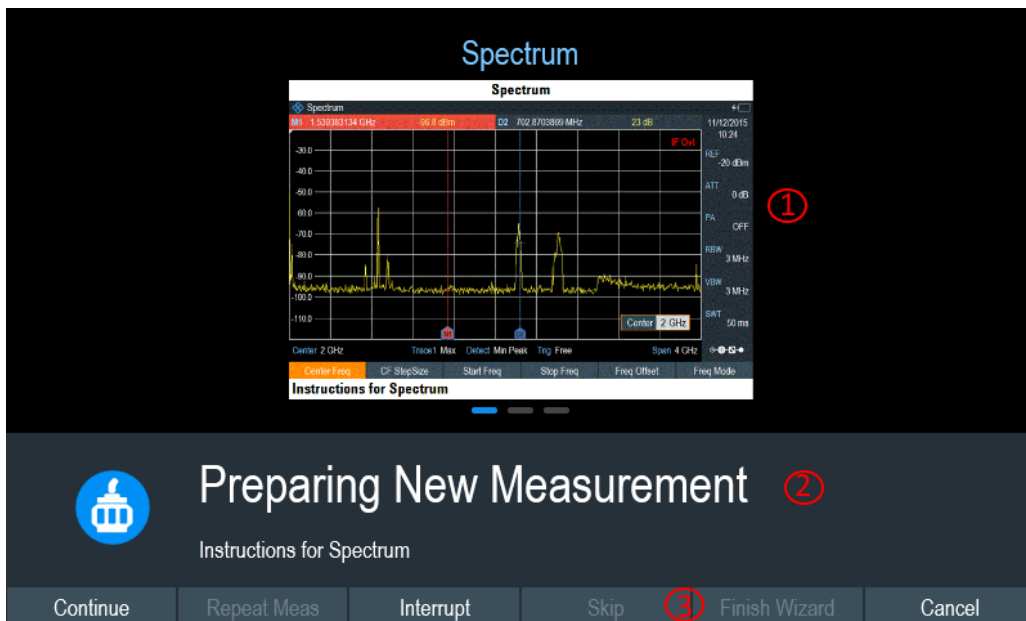 Spectrum
Spectrum
Spectrum
M1 1.539383134 GHz -96.8 dBm D2 702.8703869 MHz 23 dB 11/12/2015
10:24
IF Ovl
-30.0
REF
-20 dBm
-40.0
ATT
0 dB
-50.0
-60.0
PA
OFF
-70.0
RBW
3 MHz
-80.0
-90.0
VBW
3 MHz
-100.0
SWT
50 ms
-110.0
Center 2 GHz
M1 D2
Center 2 GHz Trace1 Max Detect Min Peak Trig Free Span 4 GHz
Center Freq CF StepSize Start Freq Stop Freq Freq Offset Freq Mode
Instructions for Spectrum
①
Preparing New Measurement ②
Instructions for Spectrum
Continue Repeat Meas Interrupt Skip ③ Finish Wizard Cancel